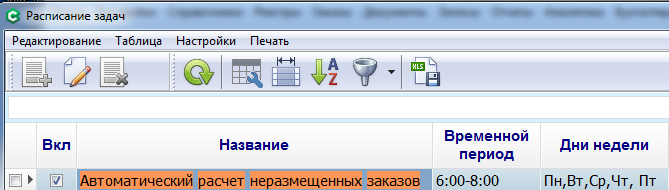 Расписание задач
Редактирование Таблица Настройки Печать
XLS
Вкл Название Временной период Дни недели
Автоматический расчет неразмещенных заказов 6:00-8:00 Пн,Вт,Ср,Чт, Пт